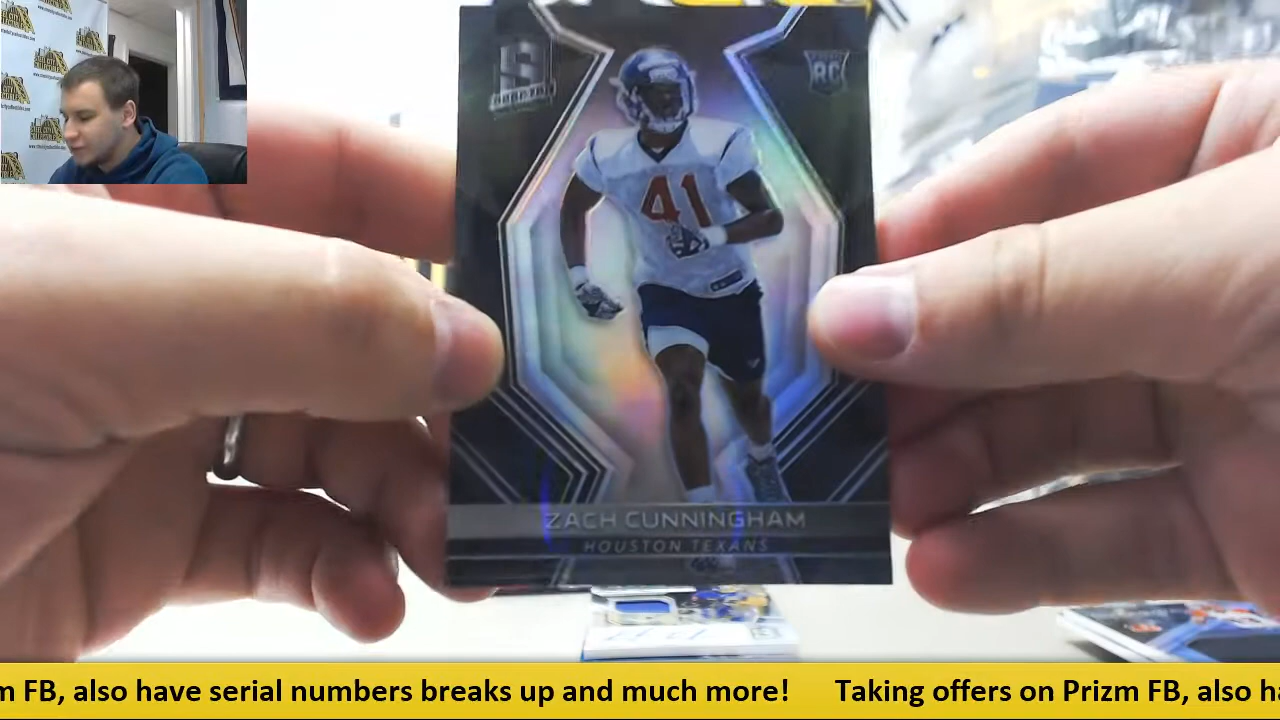 RC
41
ZACH CUNNINGHAM
HOUSTON TEXANS
m FB, also have serial numbers breaks up and much more! Taking offers on Prizm FB, also ha